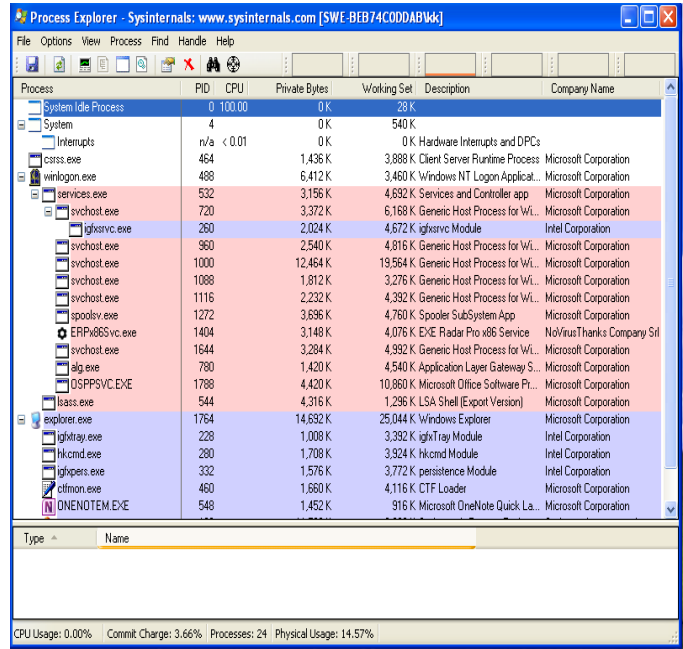 Process Explorer - Sysinternals: www.sysinternals.com [SWE-BEB74C0DDAB\kk]
File Options View Process Find Handle Help
Process PID CPU Private Bytes Working Set Description Company Name
System Idle Process 0 100.00 0 K 28 K
System 4 0 K 540 K
Interrupts n/a < 0.01 0 K 0 K Hardware Interrupts and DPCs
csrss.exe 464 1,436 K 3,888 K Client Server Runtime Process Microsoft Corporation
winlogon.exe 488 6,412 K 3,460 K Windows NT Logon Applicat... Microsoft Corporation
services.exe 532 3,156 K 4,692 K Services and Controller app Microsoft Corporation
svchost.exe 720 3,372 K 6,168 K Generic Host Process for Wi... Microsoft Corporation
igfxsrvc.exe 260 2,024 K 4,672 K igfxsrvc Module Intel Corporation
svchost.exe 960 2,540 K 4,816 K Generic Host Process for Wi... Microsoft Corporation
svchost.exe 1000 12,464 K 19,564 K Generic Host Process for Wi... Microsoft Corporation
svchost.exe 1088 1,812 K 3,276 K Generic Host Process for Wi... Microsoft Corporation
svchost.exe 1116 2,232 K 4,392 K Generic Host Process for Wi... Microsoft Corporation
spoolsv.exe 1272 3,696 K 4,760 K Spooler SubSystem App Microsoft Corporation
ERPx86Svc.exe 1404 3,148 K 4,076 K EXE Radar Pro x86 Service NoVirusThanks Company Srl
svchost.exe 1644 3,284 K 4,992 K Generic Host Process for Wi... Microsoft Corporation
alg.exe 780 1,420 K 4,540 K Application Layer Gateway S... Microsoft Corporation
OSPPSVC.EXE 1788 4,420 K 10,860 K Microsoft Office Software Pr... Microsoft Corporation
lsass.exe 544 4,316 K 1,296 K LSA Shell (Export Version) Microsoft Corporation
explorer.exe 1764 14,692 K 25,044 K Windows Explorer Microsoft Corporation
igfxtray.exe 228 1,008 K 3,392 K igfxTray Module Intel Corporation
hkcmd.exe 280 1,708 K 3,924 K hkcmd Module Intel Corporation
igfxpers.exe 332 1,576 K 3,772 K persistence Module Intel Corporation
ctfmon.exe 460 1,660 K 4,116 K CTF Loader Microsoft Corporation
ONENOTEM.EXE 548 1,452 K 916 K Microsoft OneNote Quick La... Microsoft Corporation
Type Name
CPU Usage: 0.00% Commit Charge: 3.66% Processes: 24 Physical Usage: 14.57%